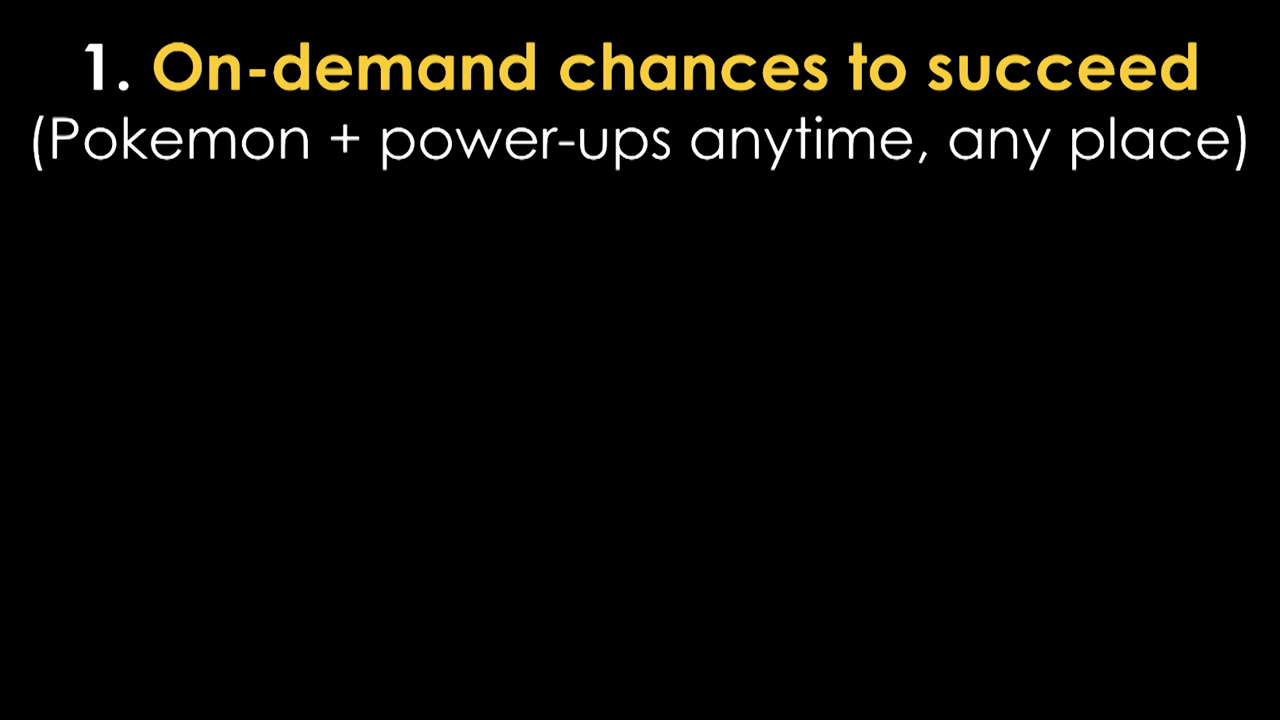 1. On-demand chances to succeed
(Pokemon + power-ups anytime, any place)